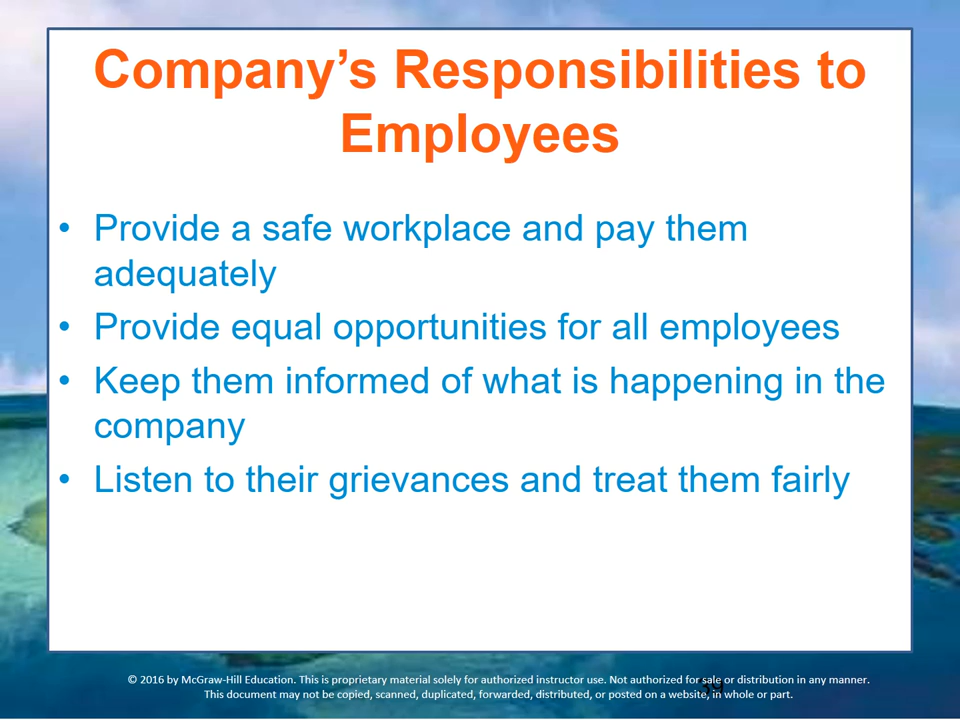 Company’s Responsibilities to
Employees
• Provide a safe workplace and pay them
adequately
• Provide equal opportunities for all employees
• Keep them informed of what is happening in the
company
• Listen to their grievances and treat them fairly
© 2016 by McGraw-Hill Education. This is proprietary material solely for authorized instructor use. Not authorized for sale or distribution in any manner.
This document may not be copied, scanned, duplicated, forwarded, distributed, or posted on a website, in whole or part.